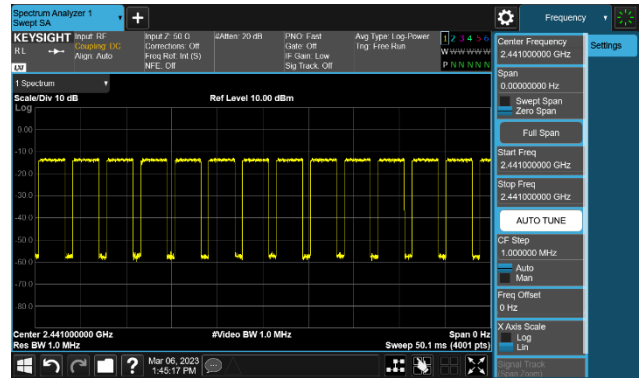 Spectrum Analyzer 1
Swept SA
+
Frequency
KEYSIGHT
RL
LXI
Input: RF
Coupling: DC
Align: Auto
Input Z: 50 Ω
Corrections: Off
Freq Ref: Int (S)
NFE: Off
#Atten: 20 dB
PNO: Fast
Gate: Off
IF Gain: Low
Sig Track: Off
Avg Type: Log-Power
Trig: Free Run
1 2 3 4 5 6
W W W W W W
P N N N N N
1 Spectrum
Scale/Div 10 dB
Ref Level 10.00 dBm
Log
0.00
-10.0
-20.0
-30.0
-40.0
-50.0
-60.0
-70.0
-80.0
Center 2.441000000 GHz
#Video BW 1.0 MHz
Span 0 Hz
Res BW 1.0 MHz
Sweep 50.1 ms (4001 pts)
Center Frequency
2.441000000 GHz
Settings
Span
0.00000000 Hz
Swept Span
Zero Span
Full Span
Start Freq
2.441000000 GHz
Stop Freq
2.441000000 GHz
AUTO TUNE
CF Step
1.000000 MHz
Auto
Man
Freq Offset
0 Hz
X Axis Scale
Log
Lin
Signal Track
(Span Zoom)
?
Mar 06, 2023
1:45:17 PM